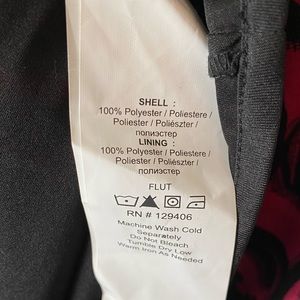 SHELL :
100% Polyester / Poliestere /
Poliester / Poliészter /
полиэстер
LINING :
100% Polyester / Poliestere /
Poliester / Poliészter /
полиэстер
FLUT
RN # 129406
Machine Wash Cold
Separately
Do Not Bleach
Tumble Dry Low
Warm Iron As Needed